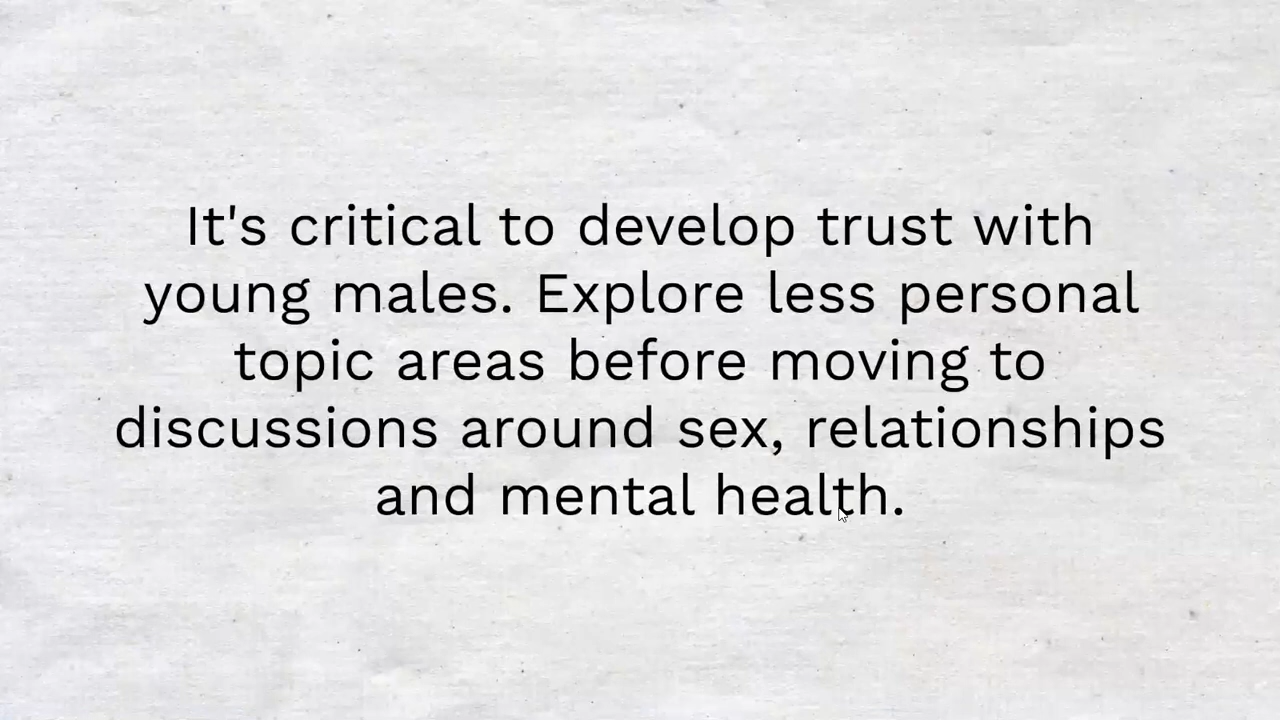 It's critical to develop trust with
young males. Explore less personal
topic areas before moving to
discussions around sex, relationships
and mental health.